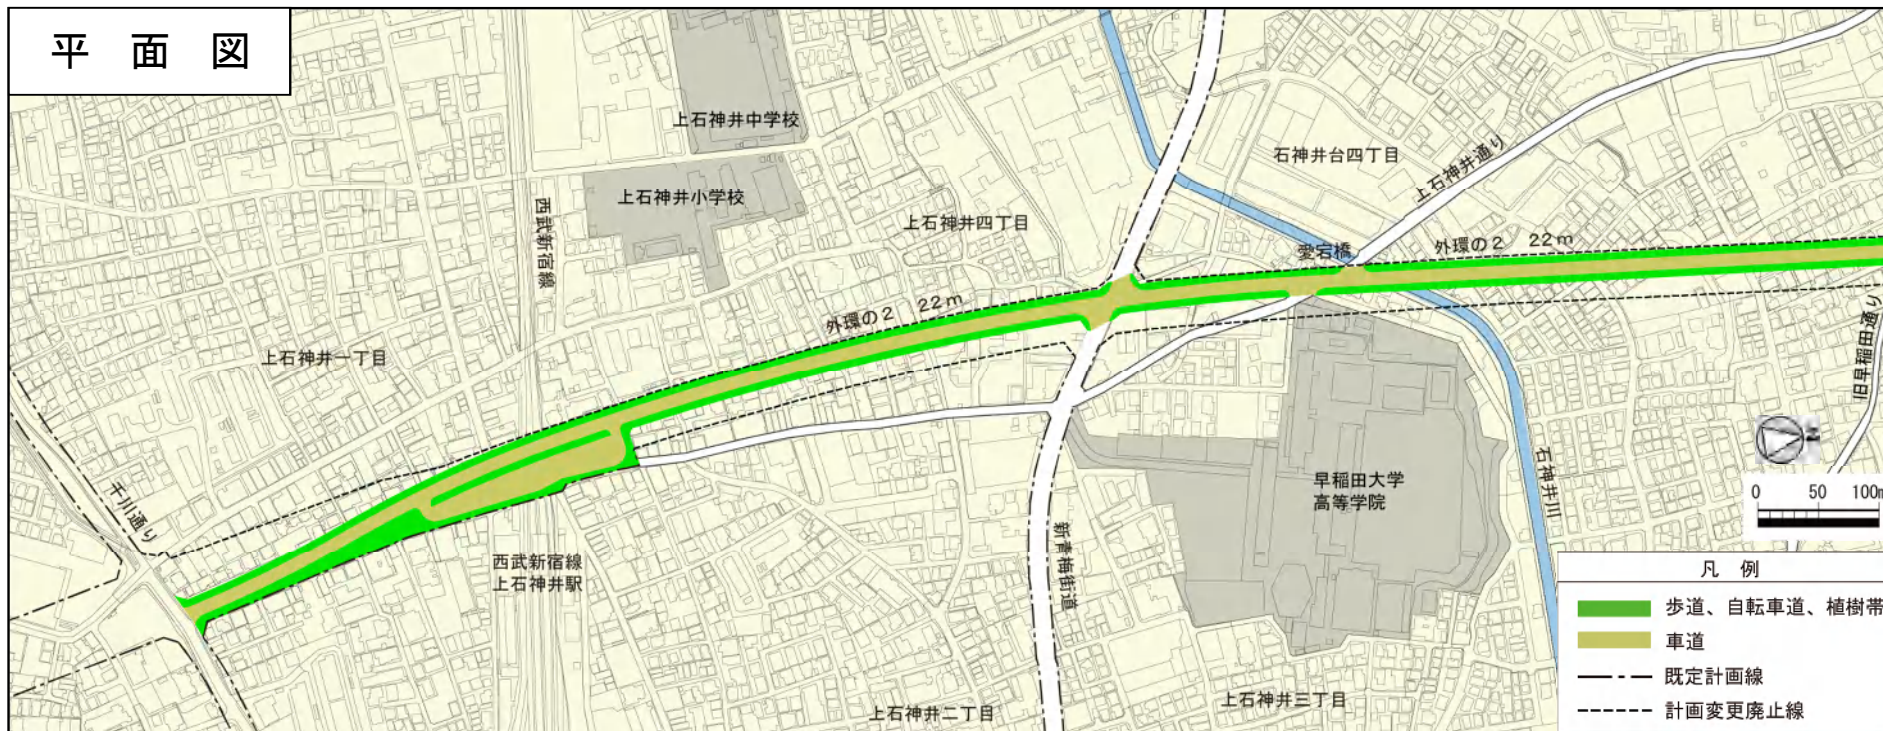 平面図
上石神井中学校
上石神井小学校
西武新宿線
上石神井四丁目
石神井台四丁目
上石神井通り
愛宕橋
外環の2 22m
外環の2 22m
上石神井一丁目
旧早稲田通り
千川通り
西武新宿線
上石神井駅
新青梅街道
早稲田大学
高等学院
石神井川
上石神井二丁目
上石神井三丁目
N
0 50 100m
凡例
歩道、自転車道、植樹帯
車道
既定計画線
計画変更廃止線